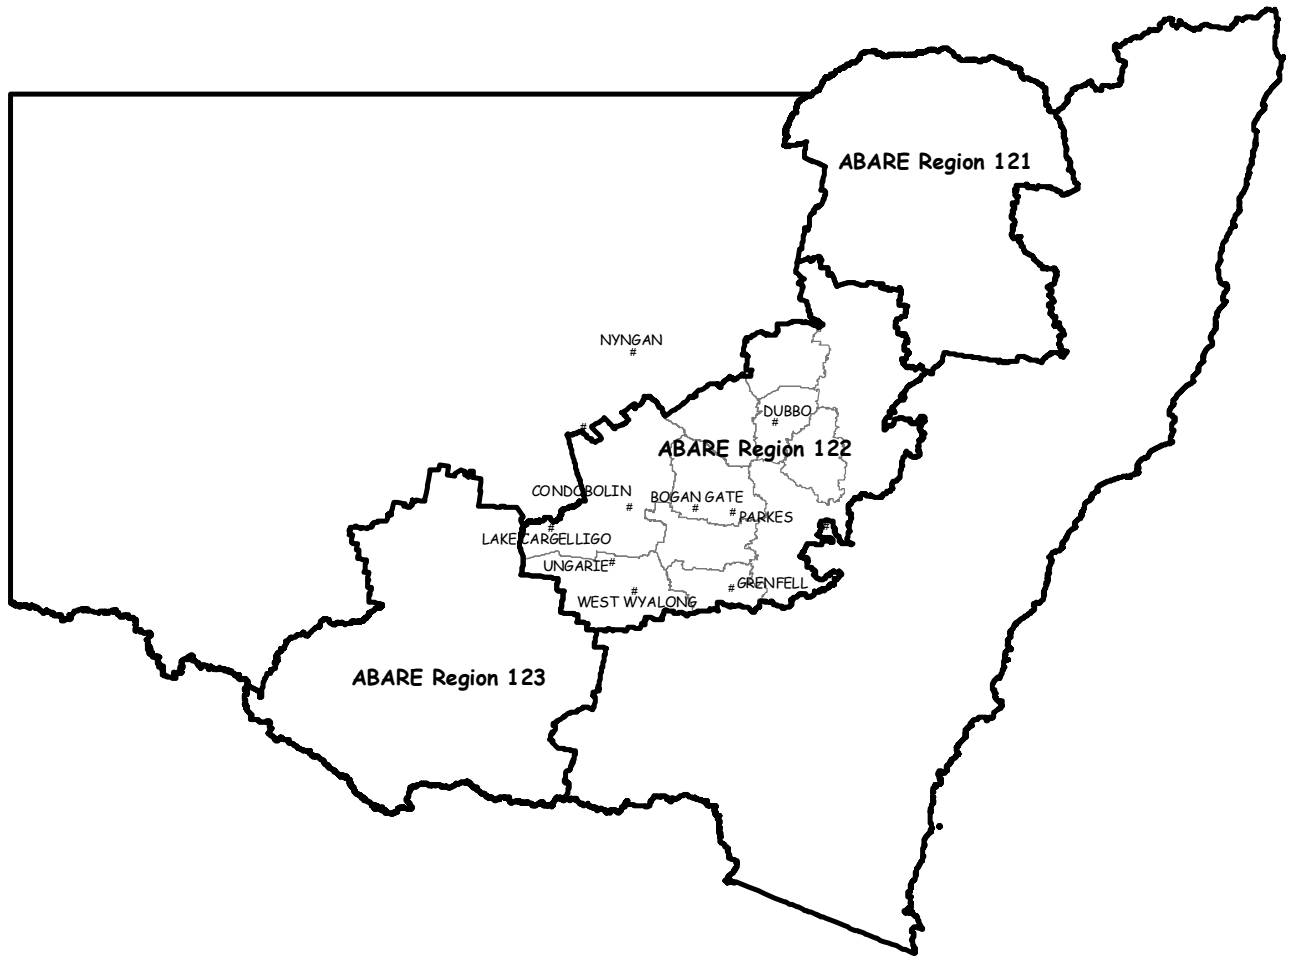 ABARE Region 121
NYNGAN
#
DUBBO
#
#
ABARE Region 122
CONDOBOLIN
BOGAN GATE
#
#
#
PARKES
#
#
LAKE CARGELLIGO
UNGARIE#
GRENFELL
#
#
WEST WYALONG
ABARE Region 123